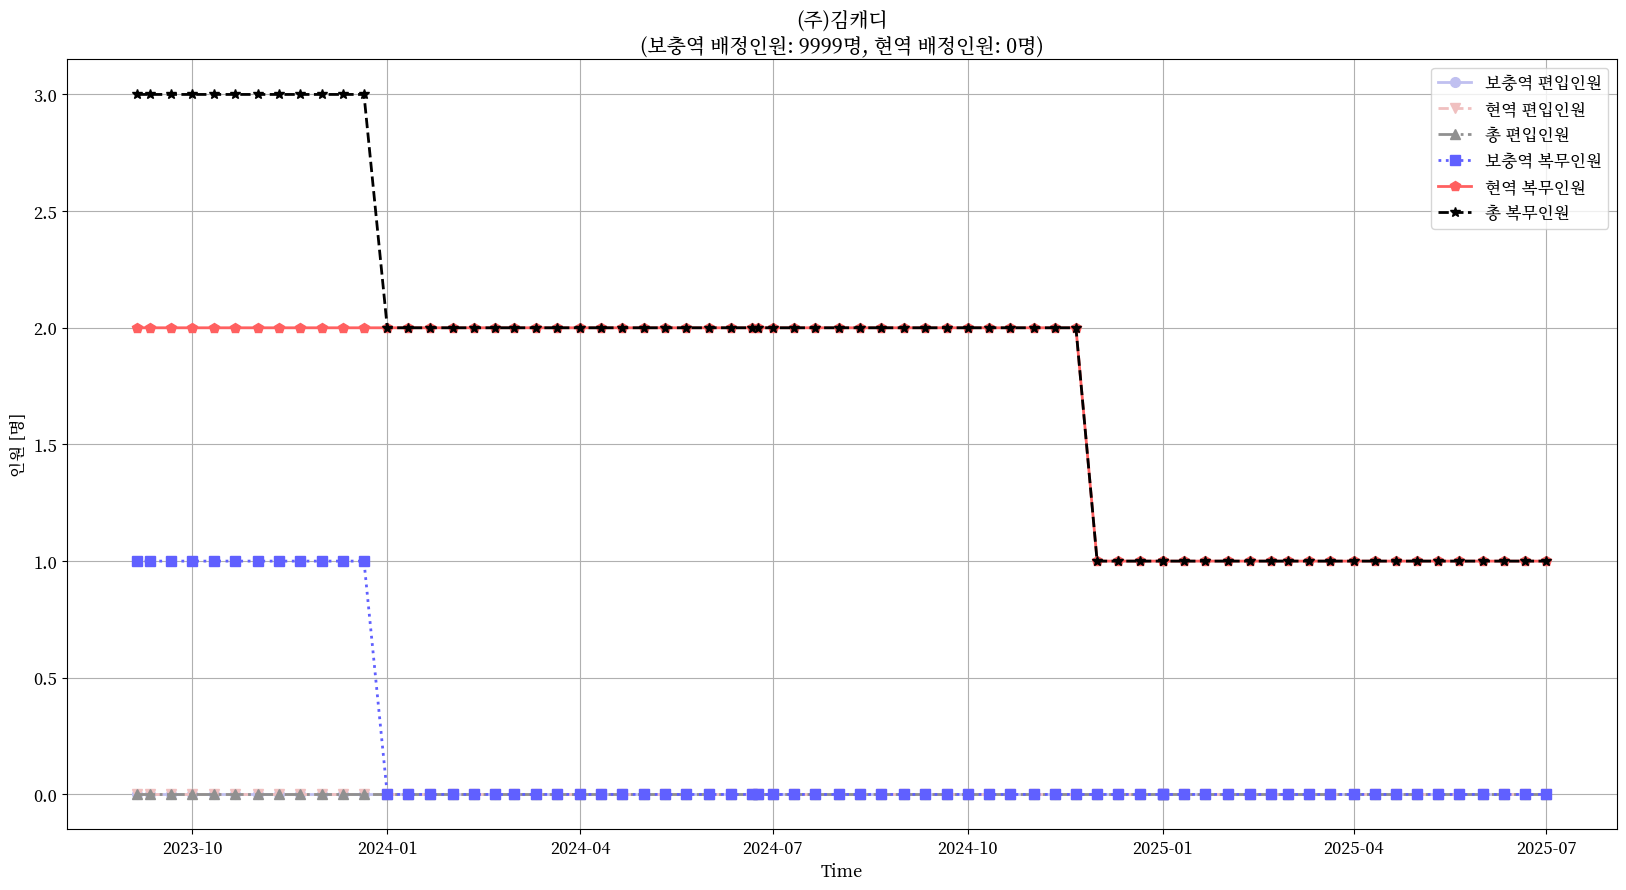 (주)김캐디
(보충역 배정인원: 9999명, 현역 배정인원: 0명)
보충역 편입인원
현역 편입인원
총 편입인원
보충역 복무인원
현역 복무인원
총 복무인원
인원 [명]
3.0
2.5
2.0
1.5
1.0
0.5
0.0
2023-10
2024-01
2024-04
2024-07
2024-10
2025-01
2025-04
2025-07
Time